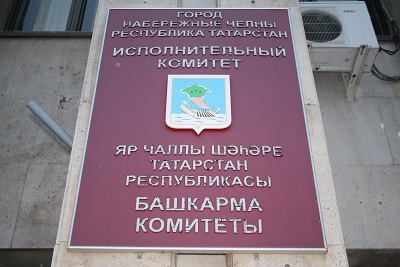 ГОРОД
НАБЕРЕЖНЫЕ ЧЕЛНЫ
РЕСПУБЛИКА ТАТАРСТАН
ИСПОЛНИТЕЛЬНЫЙ
КОМИТЕТ
ЯР ЧАЛЛЫ ШӘҺӘРЕ
ТАТАРСТАН
РЕСПУБЛИКАСЫ
БАШКАРМА
КОМИТЕТЫ